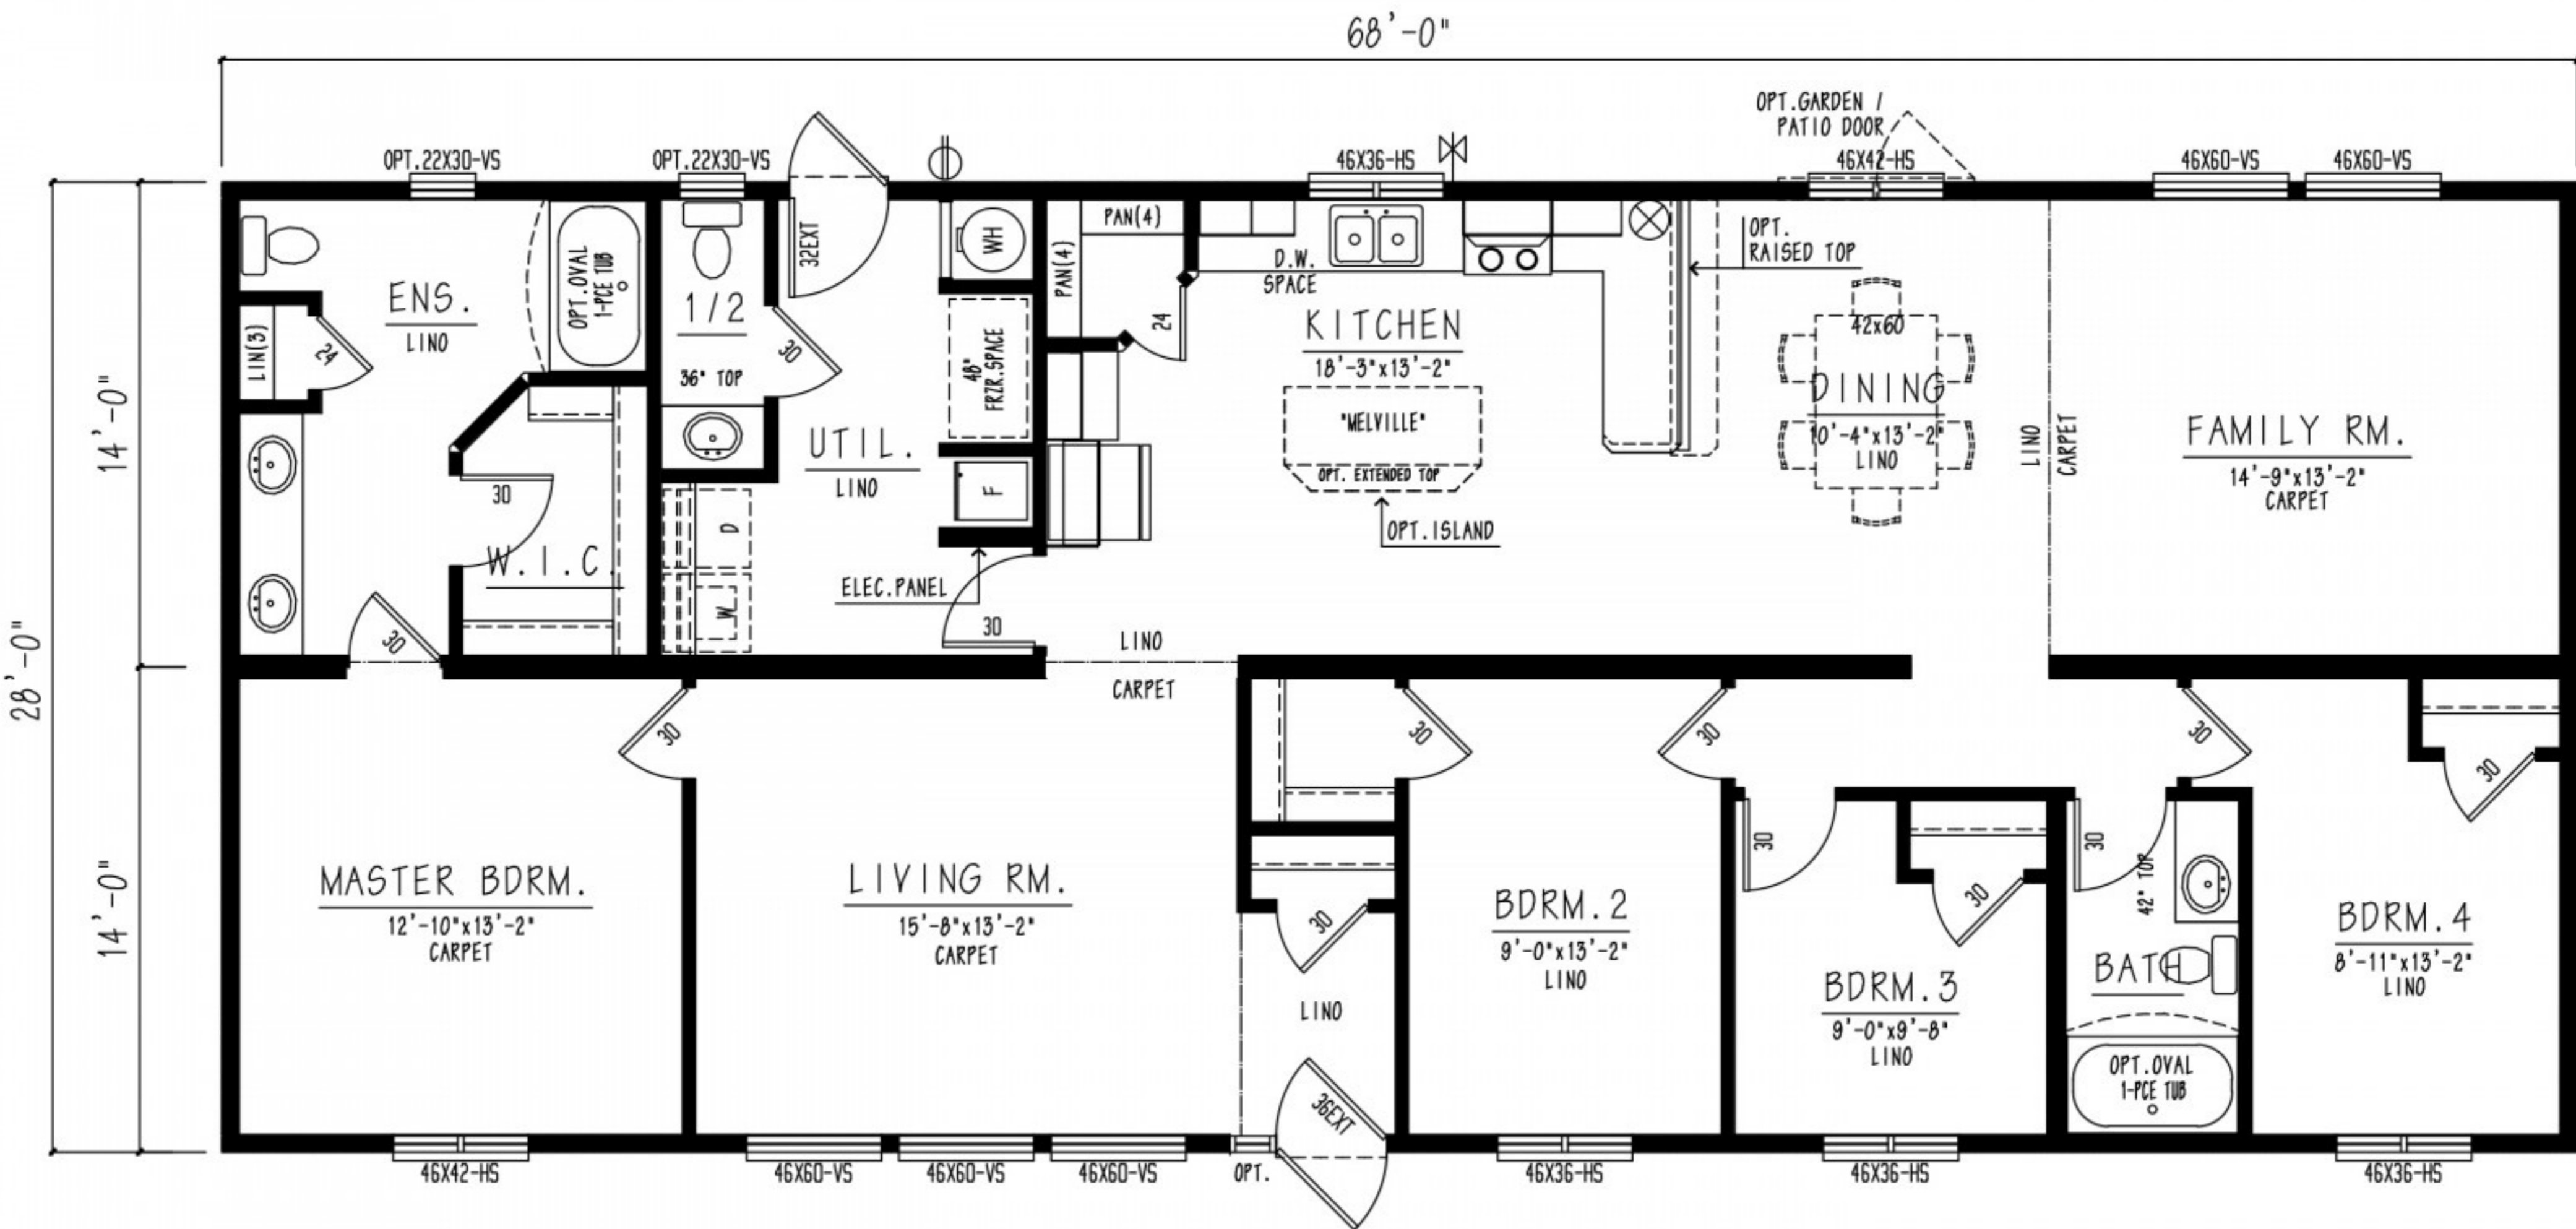 68'-0"
OPT.GARDEN /
PATIO DOOR
OPT.22X30-VS
OPT.22X30-VS
46X36-HS
46X42-HS
46X60-VS
46X60-VS
14'-0"
28'-0"
14'-0"
ENS.
LINO
LIN(3)
24
OPT.OVAL
1-PCE TUB
30
W.I.C.
30
1/2
36" TOP
30
32EXT
UTIL.
LINO
D
W
WH
48"
FRZR.SPACE
F
ELEC.PANEL
30
PAN(4)
PAN(4)
24
D.W.
SPACE
KITCHEN
18'-3"x13'-2"
"MELVILLE"
OPT. EXTENDED TOP
OPT.ISLAND
OPT.
RAISED TOP
42x60
DINING
10'-4"x13'-2"
LINO
LINO
CARPET
FAMILY RM.
14'-9"x13'-2"
CARPET
LINO
CARPET
MASTER BDRM.
12'-10"x13'-2"
CARPET
30
LIVING RM.
15'-8"x13'-2"
CARPET
30
30
LINO
36EXT
BDRM.2
9'-0"x13'-2"
LINO
30
30
30
BDRM.3
9'-0"x9'-8"
LINO
30
42" TOP
BATH
OPT.OVAL
1-PCE TUB
30
30
BDRM.4
8'-11"x13'-2"
LINO
46X42-HS
46X60-VS
46X60-VS
46X60-VS
OPT.
46X36-HS
46X36-HS
46X36-HS